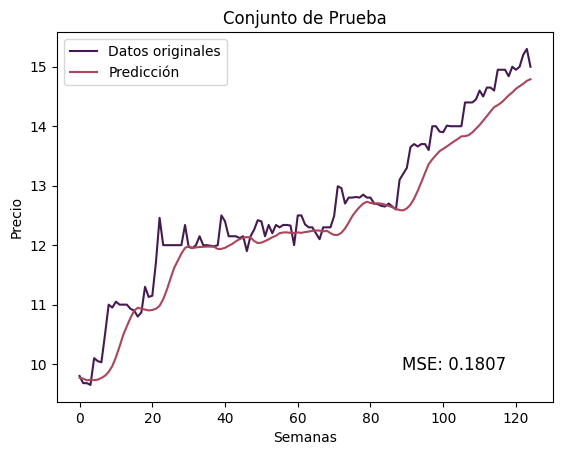 Conjunto de Prueba
Datos originales
Predicción
Precio
15
14
13
12
11
10
MSE: 0.1807
0 20 40 60 80 100 120
Semanas